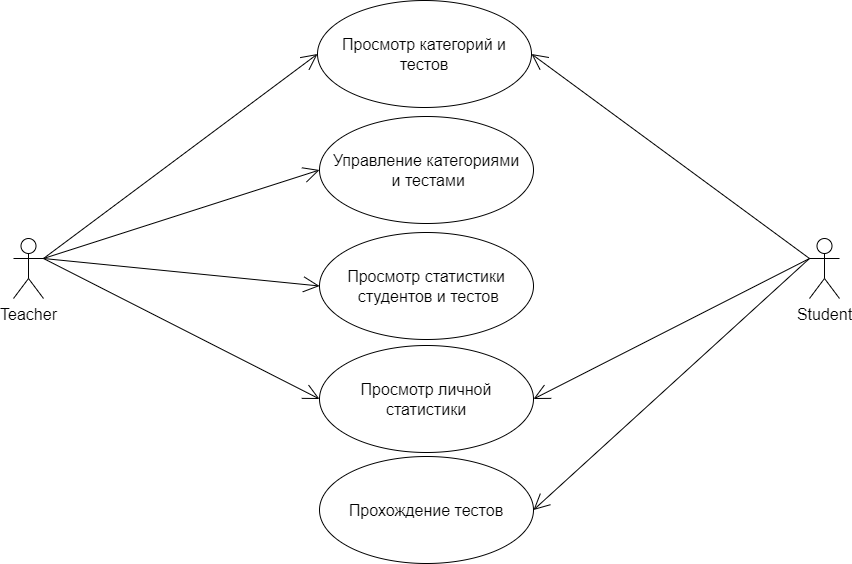 Просмотр категорий и
тестов
Управление категориями
и тестами
Просмотр статистики
студентов и тестов
Teacher
Student
Просмотр личной
статистики
Прохождение тестов